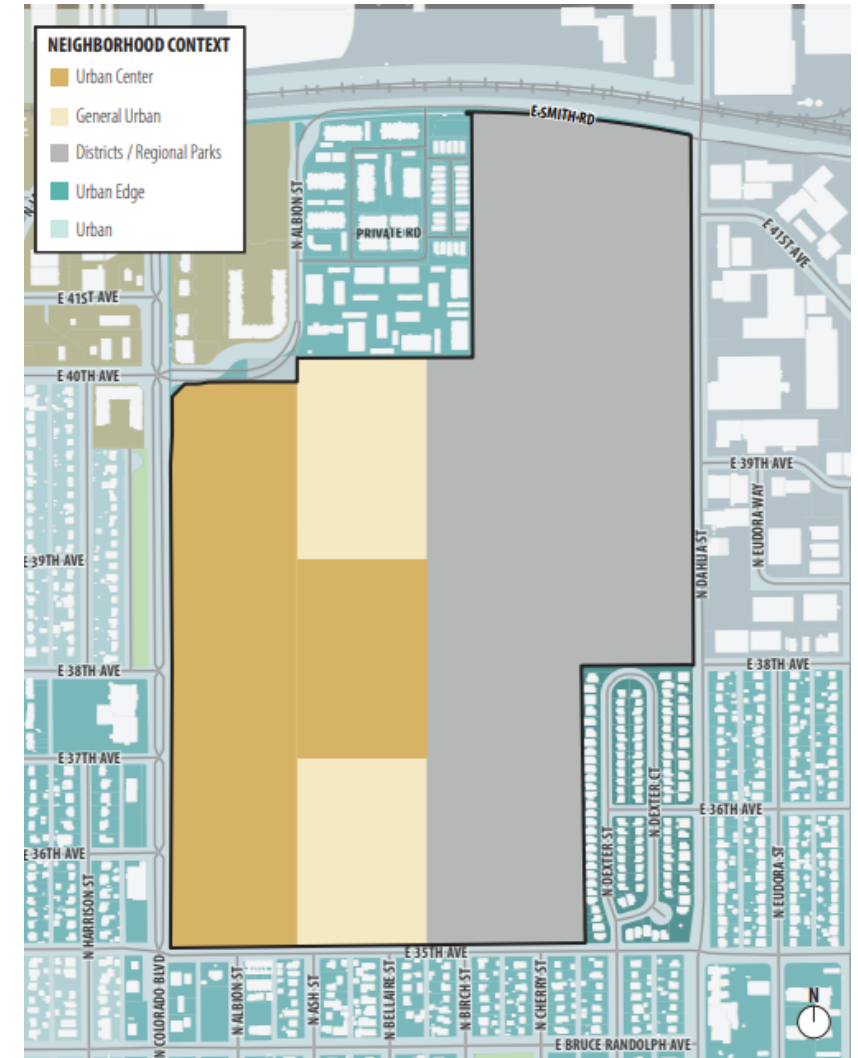 NEIGHBORHOOD CONTEXT
Urban Center
General Urban
Districts / Regional Parks
Urban Edge
Urban
E SMITH RD
N ALBION ST
PRIVATE RD
E 41ST AVE
E 41ST AVE
E 40TH AVE
E 39TH AVE
N EUDORA WAY
E 39TH AVE
N DAHLIA ST
E 38TH AVE
E 38TH AVE
E 37TH AVE
N DEXTER CT
E 36TH AVE
N DEXTER ST
E 36TH AVE
N HARRISON ST
N EUDORA ST
E 35TH AVE
N COLORADO BLVD
N ALBION ST
N ASH ST
N BELLAIRE ST
N BIRCH ST
N CHERRY ST
N
E BRUCE RANDOLPH AVE